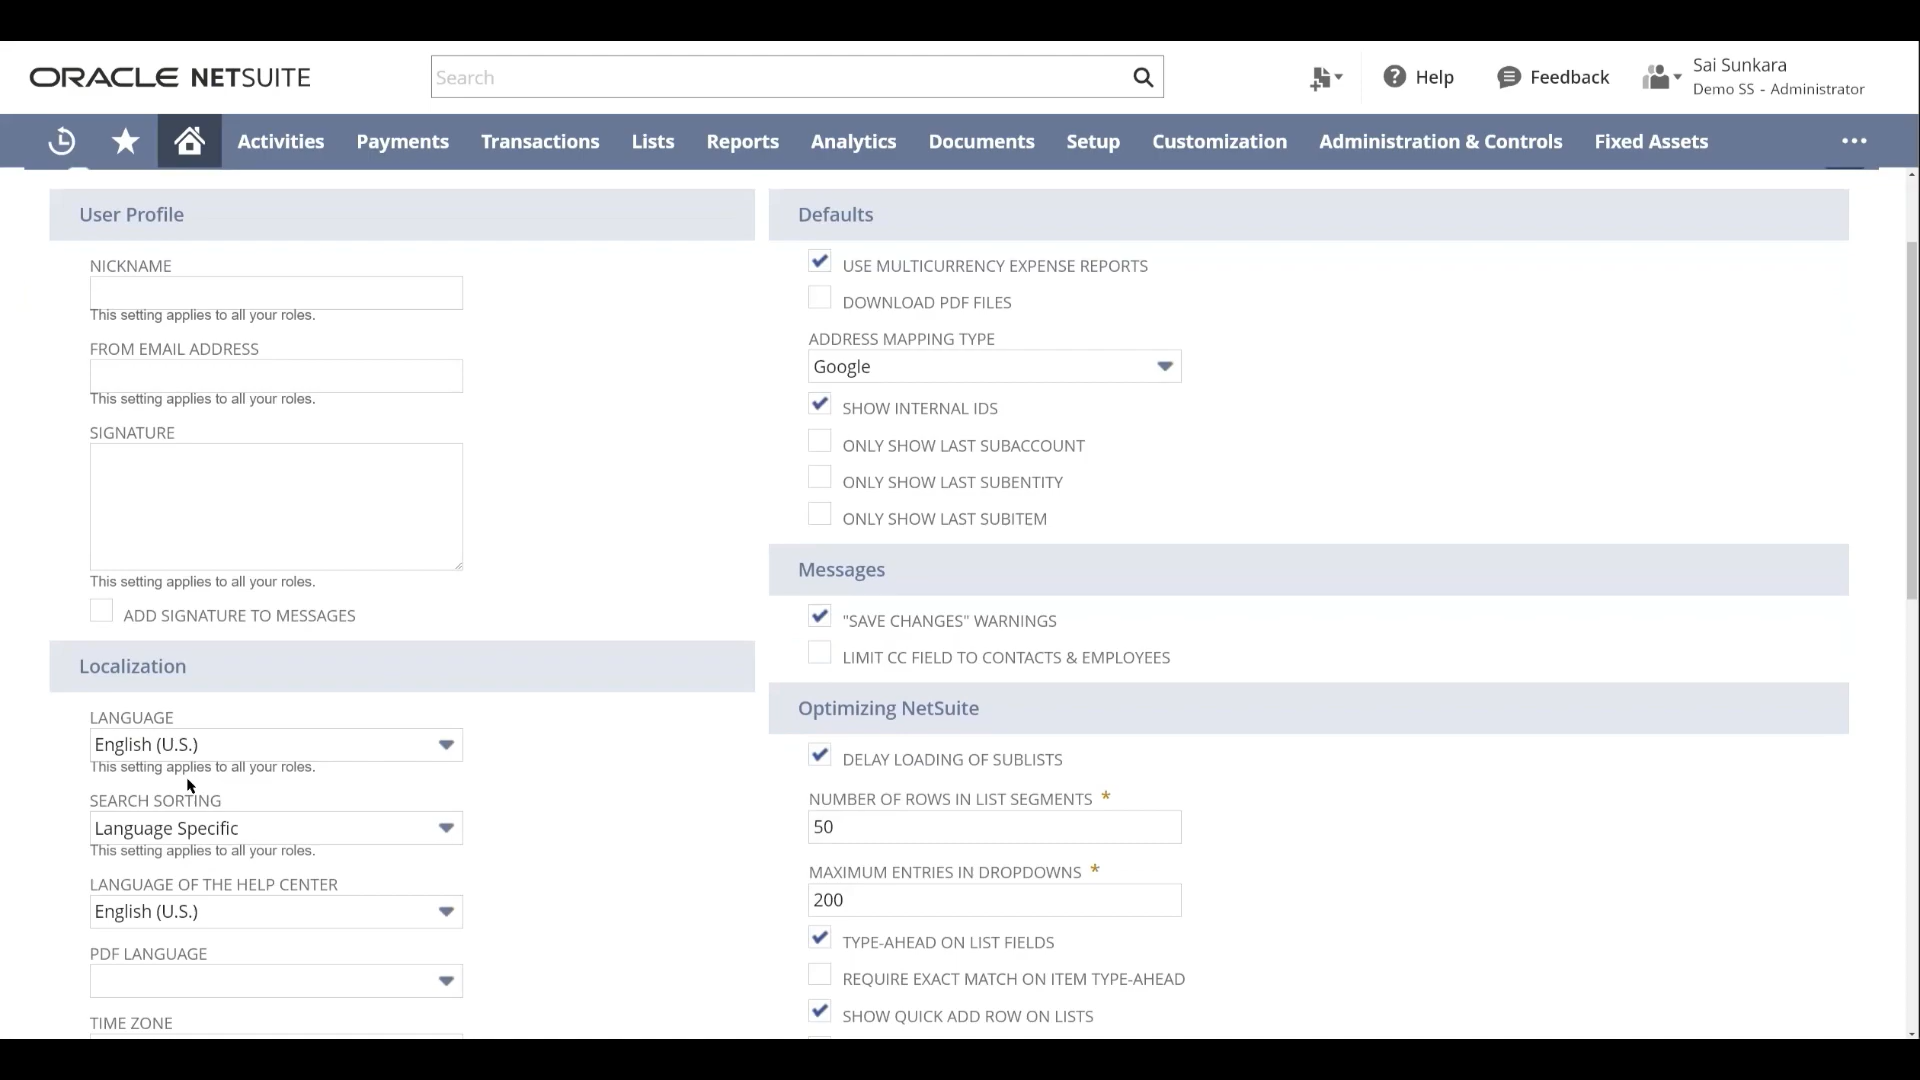 ORACLE NETSUITE
Search
Help
Feedback
Sai Sunkara
Demo SS - Administrator
Activities
Payments
Transactions
Lists
Reports
Analytics
Documents
Setup
Customization
Administration & Controls
Fixed Assets
User Profile
NICKNAME
This setting applies to all your roles.
FROM EMAIL ADDRESS
This setting applies to all your roles.
SIGNATURE
This setting applies to all your roles.
ADD SIGNATURE TO MESSAGES
Localization
LANGUAGE
English (U.S.)
This setting applies to all your roles.
SEARCH SORTING
Language Specific
This setting applies to all your roles.
LANGUAGE OF THE HELP CENTER
English (U.S.)
PDF LANGUAGE
TIME ZONE
Defaults
USE MULTICURRENCY EXPENSE REPORTS
DOWNLOAD PDF FILES
ADDRESS MAPPING TYPE
Google
SHOW INTERNAL IDS
ONLY SHOW LAST SUBACCOUNT
ONLY SHOW LAST SUBENTITY
ONLY SHOW LAST SUBITEM
Messages
"SAVE CHANGES" WARNINGS
LIMIT CC FIELD TO CONTACTS & EMPLOYEES
Optimizing NetSuite
DELAY LOADING OF SUBLISTS
NUMBER OF ROWS IN LIST SEGMENTS *
50
MAXIMUM ENTRIES IN DROPDOWNS *
200
TYPE-AHEAD ON LIST FIELDS
REQUIRE EXACT MATCH ON ITEM TYPE-AHEAD
SHOW QUICK ADD ROW ON LISTS